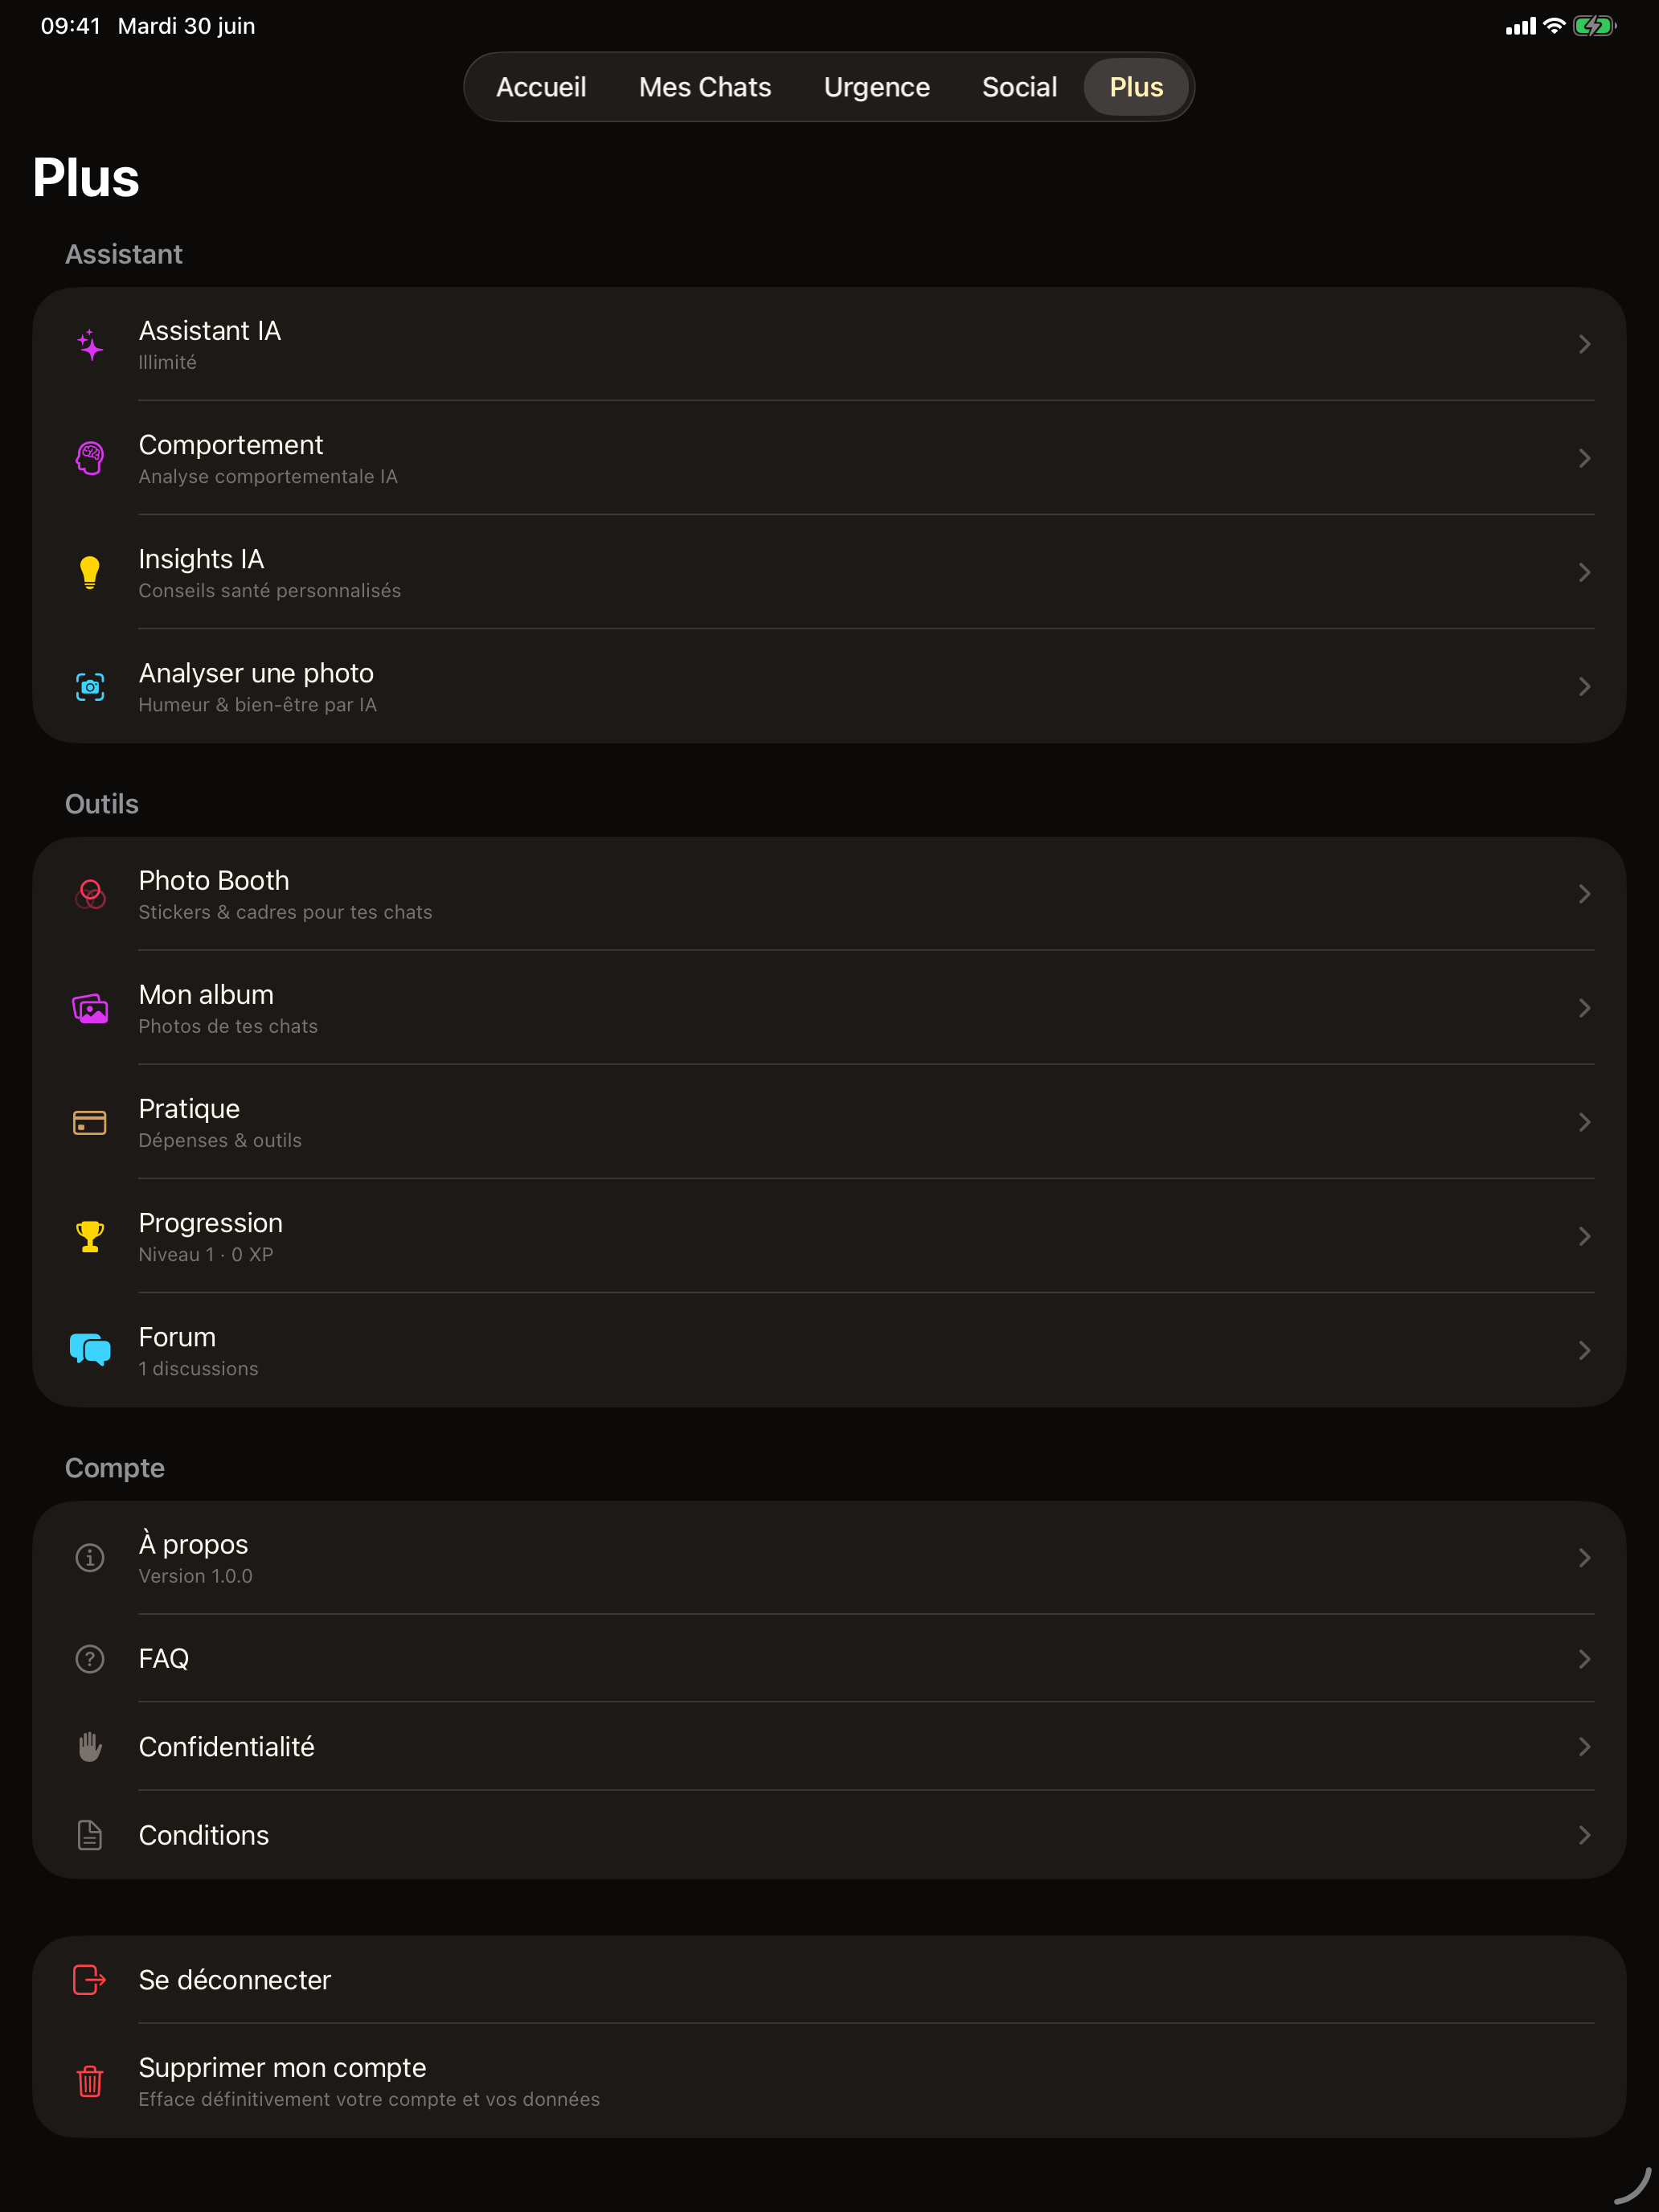 09:41 Mardi 30 juin
Accueil Mes Chats Urgence Social Plus
Plus
Assistant
Assistant IA
Illimité
Comportement
Analyse comportementale IA
Insights IA
Conseils santé personnalisés
Analyser une photo
Humeur & bien-être par IA
Outils
Photo Booth
Stickers & cadres pour tes chats
Mon album
Photos de tes chats
Pratique
Dépenses & outils
Progression
Niveau 1 · 0 XP
Forum
1 discussions
Compte
À propos
Version 1.0.0
FAQ
Confidentialité
Conditions
Se déconnecter
Supprimer mon compte
Efface définitivement votre compte et vos données